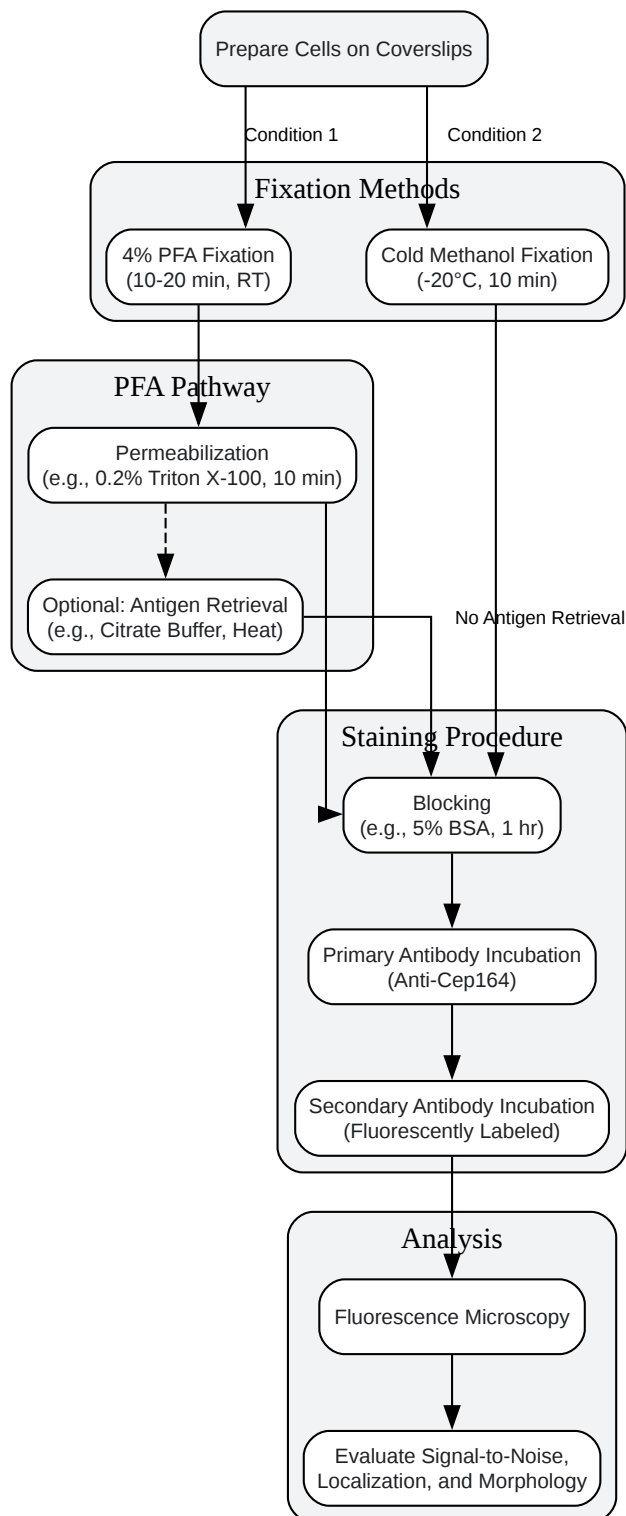 Prepare Cells on Coverslips
Condition 1
Condition 2
Fixation Methods
4% PFA Fixation
(10-20 min, RT)
Cold Methanol Fixation
(-20°C, 10 min)
PFA Pathway
Permeabilization
(e.g., 0.2% Triton X-100, 10 min)
Optional: Antigen Retrieval
(e.g., Citrate Buffer, Heat)
No Antigen Retrieval
Staining Procedure
Blocking
(e.g., 5% BSA, 1 hr)
Primary Antibody Incubation
(Anti-Cep164)
Secondary Antibody Incubation
(Fluorescently Labeled)
Analysis
Fluorescence Microscopy
Evaluate Signal-to-Noise,
Localization, and Morphology